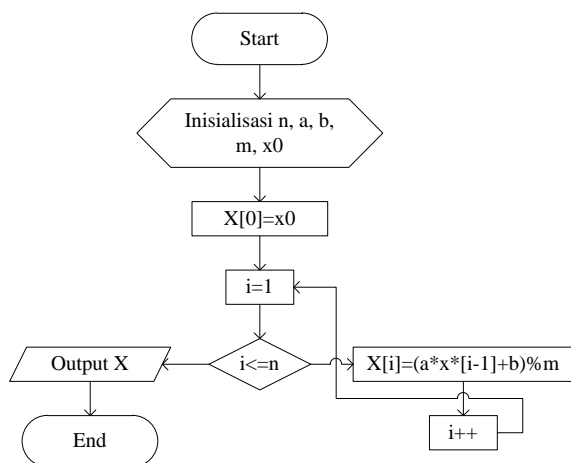 Start
Inisialisasi n, a, b,
m, x0
X[0]=x0
i=1
i<=n
Output X
X[i]=(a*x*[i-1]+b)%m
i++
End